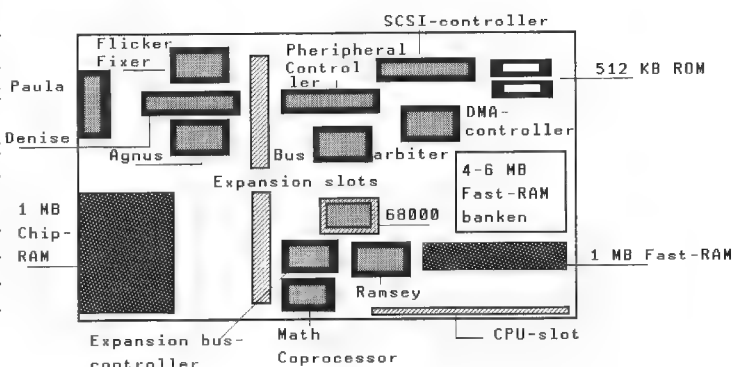 SCSI-controller
Flicker
Fixer
Pheripheral
Control
ler
Paula
512 KB ROM
Denise
DMA-
controller
Agnus
Bus arbiter
4-6 MB
Fast-RAM
banken
Expansion slots
1 MB
Chip-
RAM
68000
1 MB Fast-RAM
Ramsey
Expansion bus-
controller
Math
Coprocessor
CPU-slot